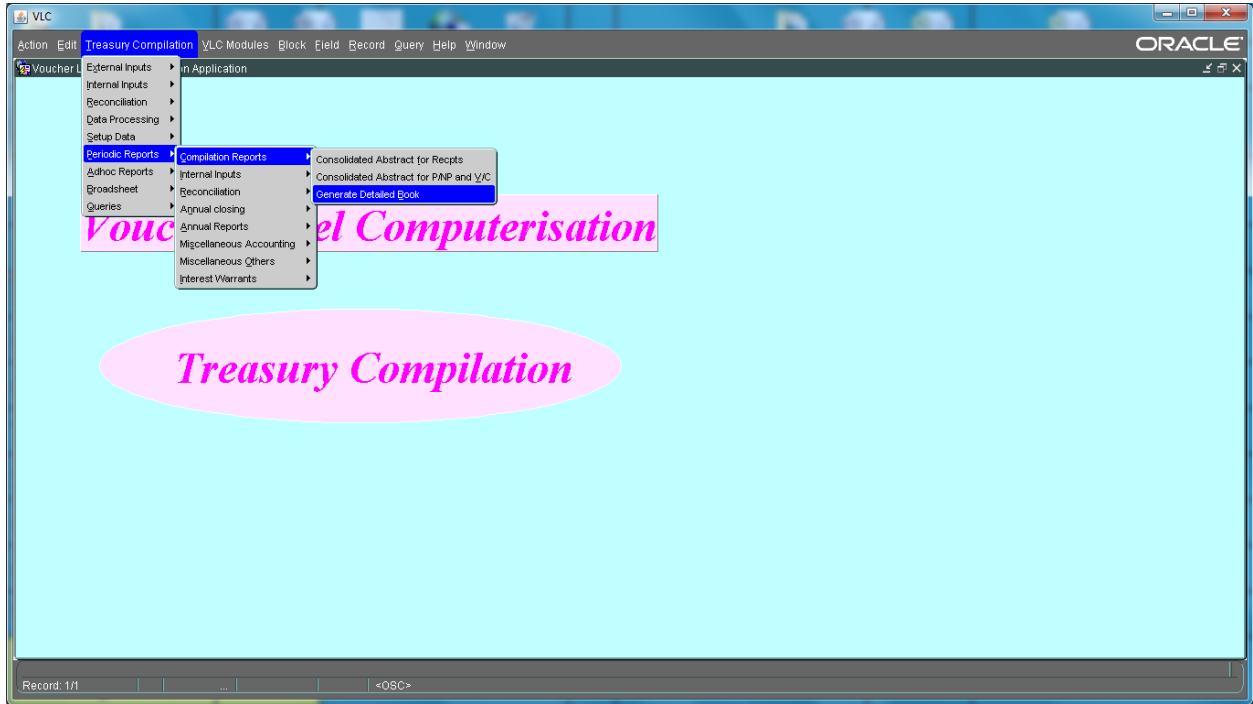 VLC
Action Edit Treasury Compilation VLC Modules Block Field Record Query Help Window
ORACLE
Voucher L
n Application
External Inputs
Internal Inputs
Reconciliation
Data Processing
Setup Data
Periodic Reports
Adhoc Reports
Broadsheet
Queries
Compilation Reports
Internal Inputs
Reconciliation
Annual closing
Annual Reports
Miscellaneous Accounting
Miscellaneous Others
Interest Warrants
Consolidated Abstract for Recpts
Consolidated Abstract for P/NP and V/C
Generate Detailed Book
Vouc
el Computerisation
Treasury Compilation
Record: 1/1
...
<OSC>